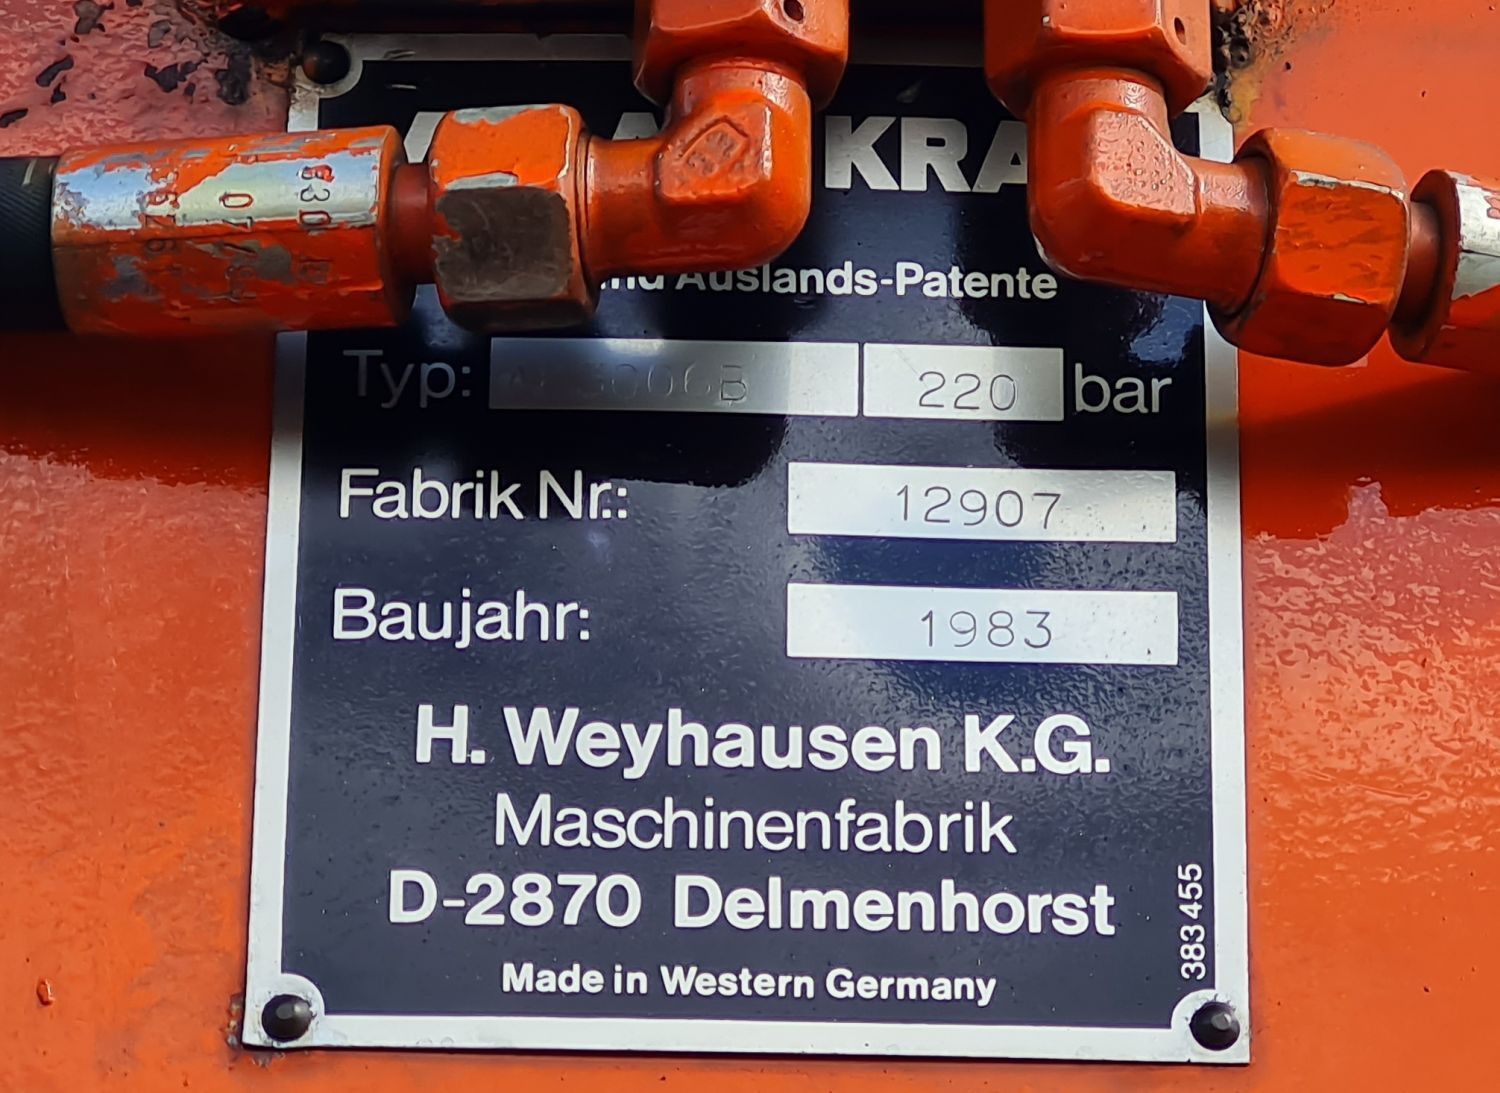 KRA
Auslands-Patente
Typ: 220 bar
Fabrik Nr.: 12907
Baujahr: 1983
H. Weyhausen K.G.
Maschinenfabrik
D-2870 Delmenhorst
Made in Western Germany
383455